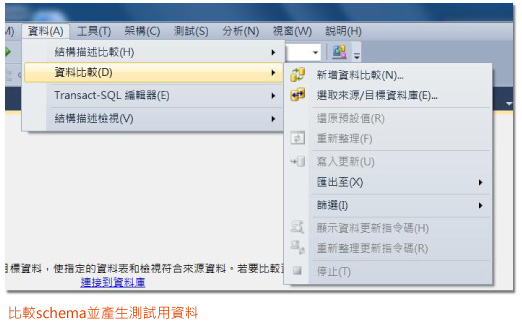 M) 資料(A) 工具(T) 架構(C) 測試(S) 分析(N) 視窗(W) 說明(H)
結構描述比較(H)
資料比較(D)
Transact-SQL 編輯器(E)
結構描述檢視(V)
新增資料比較(N)...
選取來源/目標資料庫(E)...
還原預設值(R)
重新整理(F)
寫入更新(U)
匯出至(X)
篩選(I)
顯示資料更新指令碼(H)
重新整理更新指令碼(R)
停止(T)
目標資料，使指定的資料表和檢視符合來源資料。若要比較
連接到資料庫
比較schema並產生測試用資料